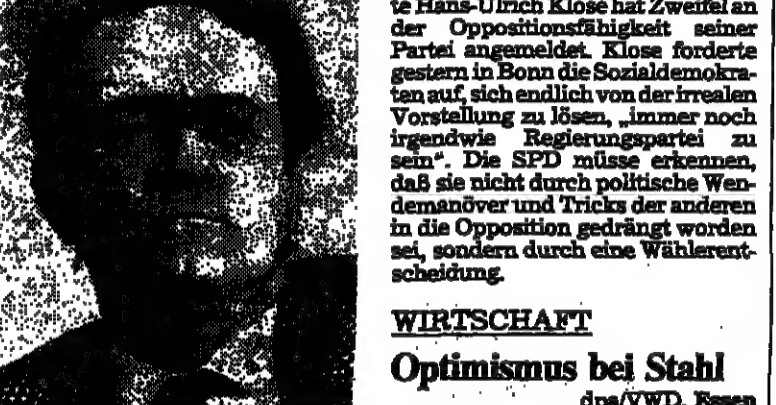 te Hans-Ulrich Klose hat Zweifel an
der Oppositionsfähigkeit seiner
Partei angemeldet. Klose forderte
gestern in Bonn die Sozialdemokra-
ten auf, sich endlich von der irrealen
Vorstellung zu lösen, „immer noch
irgendwie Regierungspartei zu
sein“. Die SPD müsse erkennen,
daß sie nicht durch politische Wen-
demanöver und Tricks der anderen
in die Opposition gedrängt worden
sei, sondern durch eine Wählerent-
scheidung.
WIRTSCHAFT
Optimismus bei Stahl
dpa/VWD, Essen